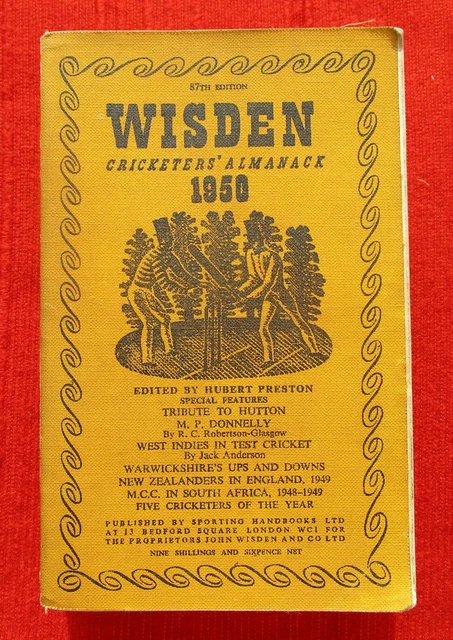 87TH EDITION
WISDEN
CRICKETERS' ALMANACK
1950
EDITED BY HUBERT PRESTON
SPECIAL FEATURES
TRIBUTE TO HUTTON
M. P. DONNELLY
By R. C. Robertson-Glasgow
WEST INDIES IN TEST CRICKET
By Jack Anderson
WARWICKSHIRE'S UPS AND DOWNS
NEW ZEALANDERS IN ENGLAND, 1949
M.C.C. IN SOUTH AFRICA, 1948-1949
FIVE CRICKETERS OF THE YEAR
PUBLISHED BY SPORTING HANDBOOKS LTD
AT 13 BEDFORD SQUARE LONDON WC1 FOR
THE PROPRIETORS JOHN WISDEN AND CO LTD
NINE SHILLINGS AND SIXPENCE NET